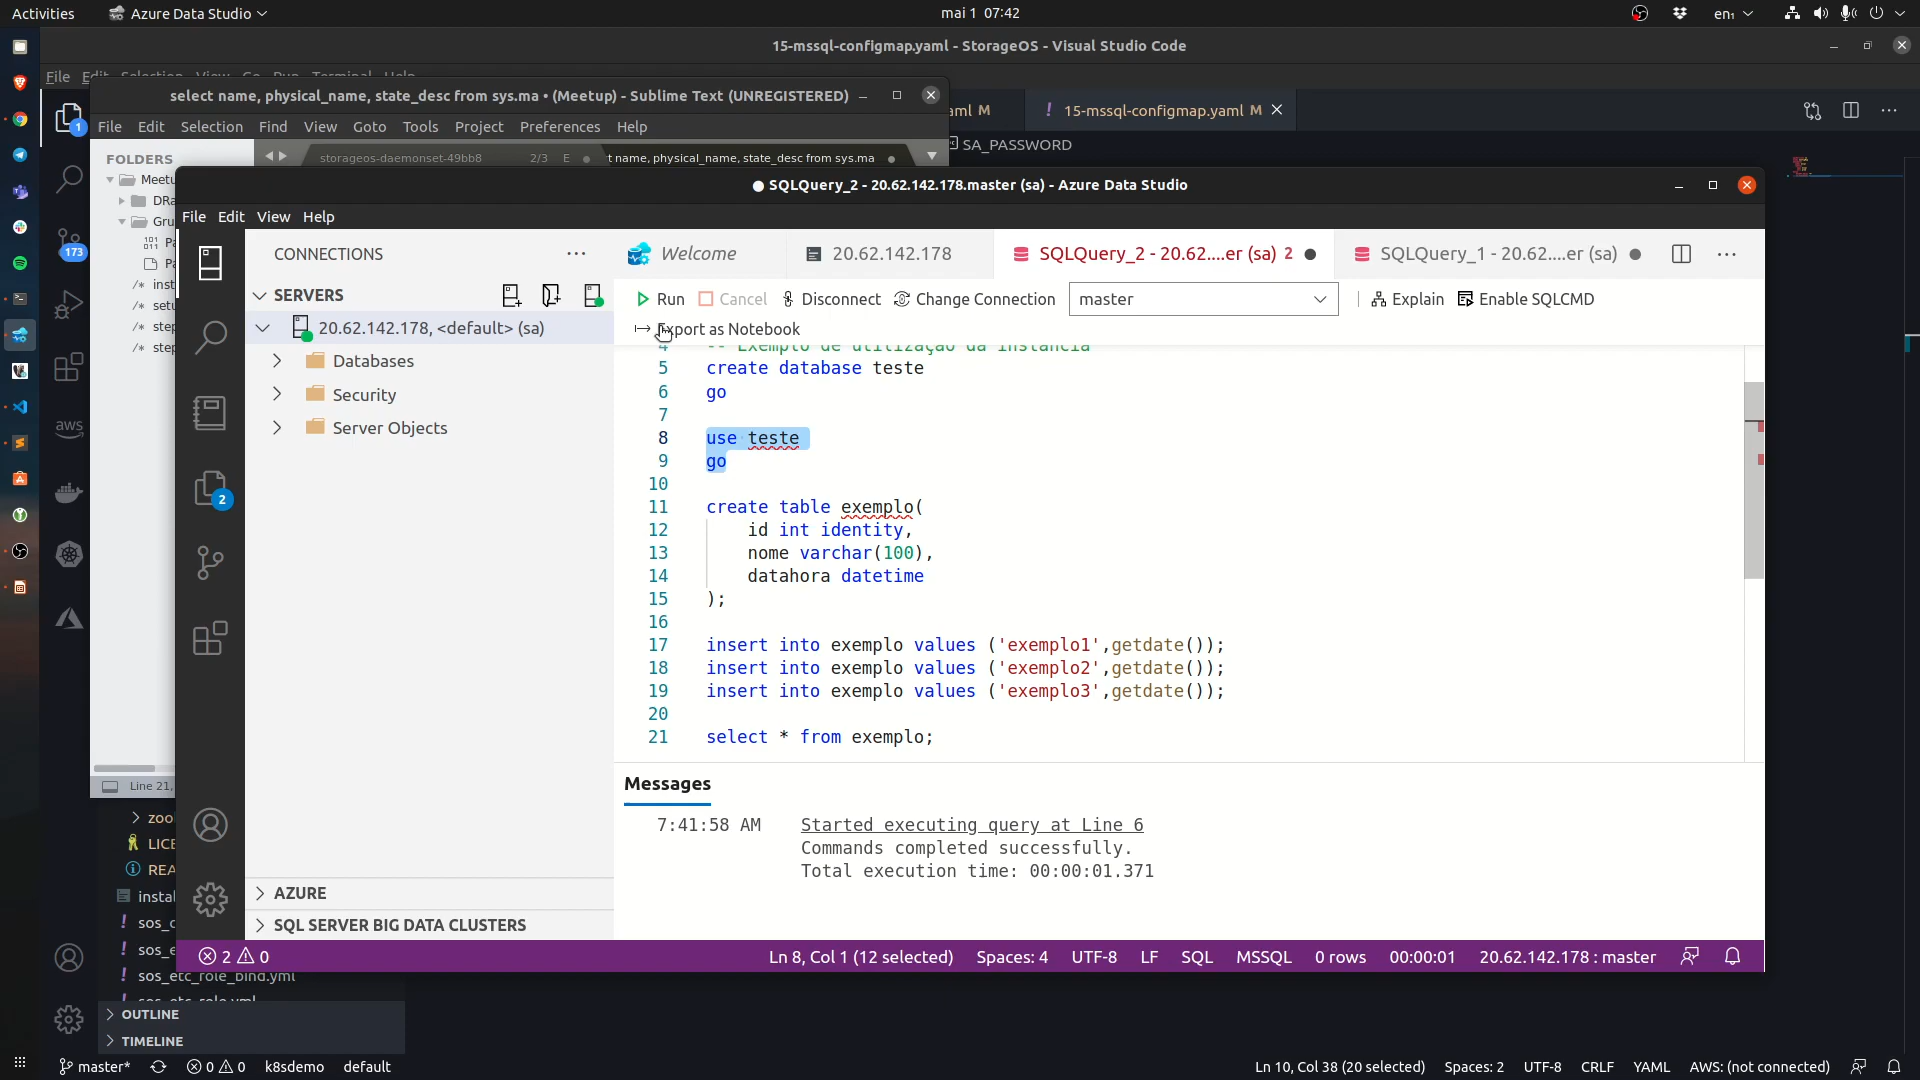 Activities
Azure Data Studio
mai 1 07:42
en₁
15-mssql-configmap.yaml - StorageOS - Visual Studio Code
File Edit Selection View Go Run Terminal Help
select name, physical_name, state_desc from sys.ma • (Meetup) - Sublime Text (UNREGISTERED)
File Edit Selection Find View Goto Tools Project Preferences Help
aml M
! 15-mssql-configmap.yaml M
SA_PASSWORD
1
173
FOLDERS
storageos-daemonset-49bb8 2/3 E
t name, physical_name, state_desc from sys.ma
Meetu
DRa
Gru
Pa
Pa
/* inst
/* setu
/* step
/* step
● SQLQuery_2 - 20.62.142.178.master (sa) - Azure Data Studio
File Edit View Help
CONNECTIONS
Welcome
20.62.142.178
SQLQuery_2 - 20.62....er (sa) 2
SQLQuery_1 - 20.62....er (sa)
SERVERS
Run Cancel Disconnect Change Connection master Explain Enable SQLCMD
Export as Notebook
20.62.142.178, <default> (sa)
Databases
Security
Server Objects
2
aws
4 -- Exemplo de utilização da instância
5 create database teste
6 go
7
8 use teste
9 go
10
11 create table exemplo(
12 id int identity,
13 nome varchar(100),
14 datahora datetime
15 );
16
17 insert into exemplo values ('exemplo1',getdate());
18 insert into exemplo values ('exemplo2',getdate());
19 insert into exemplo values ('exemplo3',getdate());
20
21 select * from exemplo;
Line 21,
Messages
7:41:58 AM Started executing query at Line 6
Commands completed successfully.
Total execution time: 00:00:01.371
zoo
LICE
REA
instal
! sos_c
! sos_e
! sos_etc_role_bind.yml
! sos_etc_role.yml
AZURE
SQL SERVER BIG DATA CLUSTERS
2 0
Ln 8, Col 1 (12 selected) Spaces: 4 UTF-8 LF SQL MSSQL 0 rows 00:00:01 20.62.142.178 : master
OUTLINE
TIMELINE
master* 0 0 k8sdemo default
Ln 10, Col 38 (20 selected) Spaces: 2 UTF-8 CRLF YAML AWS: (not connected)